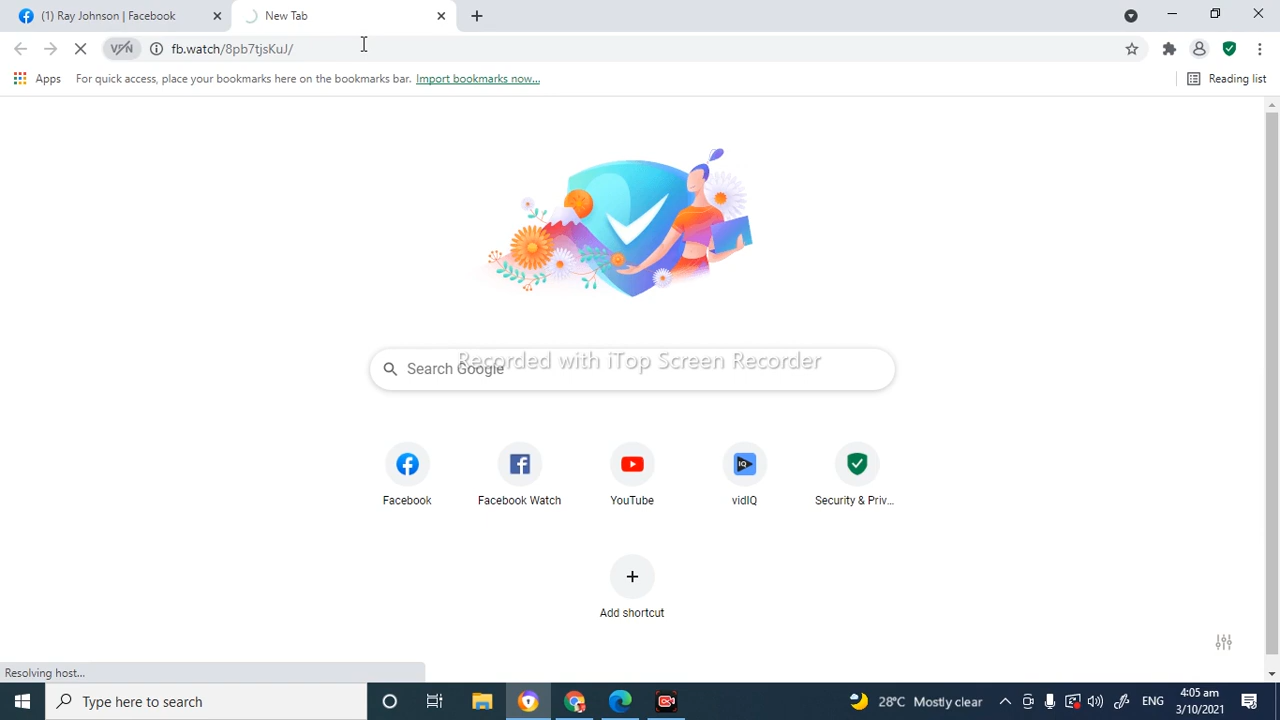 (1) Ray Johnson | Facebook
New Tab
VPN
fb.watch/8pb7tjsKuJ/
Apps
For quick access, place your bookmarks here on the bookmarks bar. Import bookmarks now...
Reading list
Search Google
Recorded with iTop Screen Recorder
Facebook
Facebook Watch
YouTube
IQ
vidIQ
Security & Priv...
Add shortcut
Resolving host...
Type here to search
28°C Mostly clear
ENG
4:05 am
3/10/2021